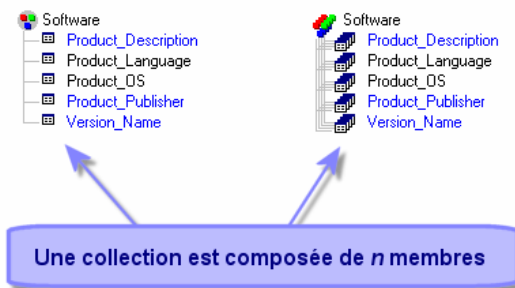 Software
Product_Description
Product_Language
Product_OS
Product_Publisher
Version_Name
Software
Product_Description
Product_Language
Product_OS
Product_Publisher
Version_Name
Une collection est composée de n membres